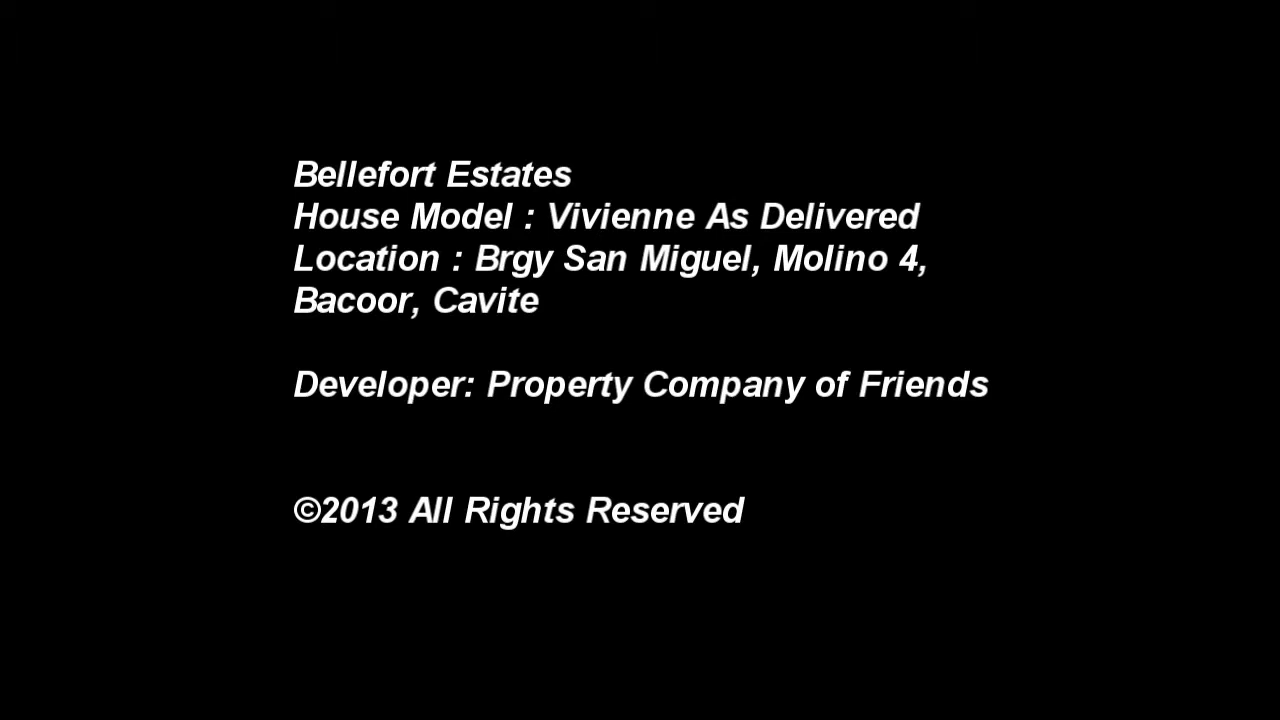 Bellefort Estates
House Model : Vivienne As Delivered
Location : Brgy San Miguel, Molino 4,
Bacoor, Cavite
Developer: Property Company of Friends
©2013 All Rights Reserved